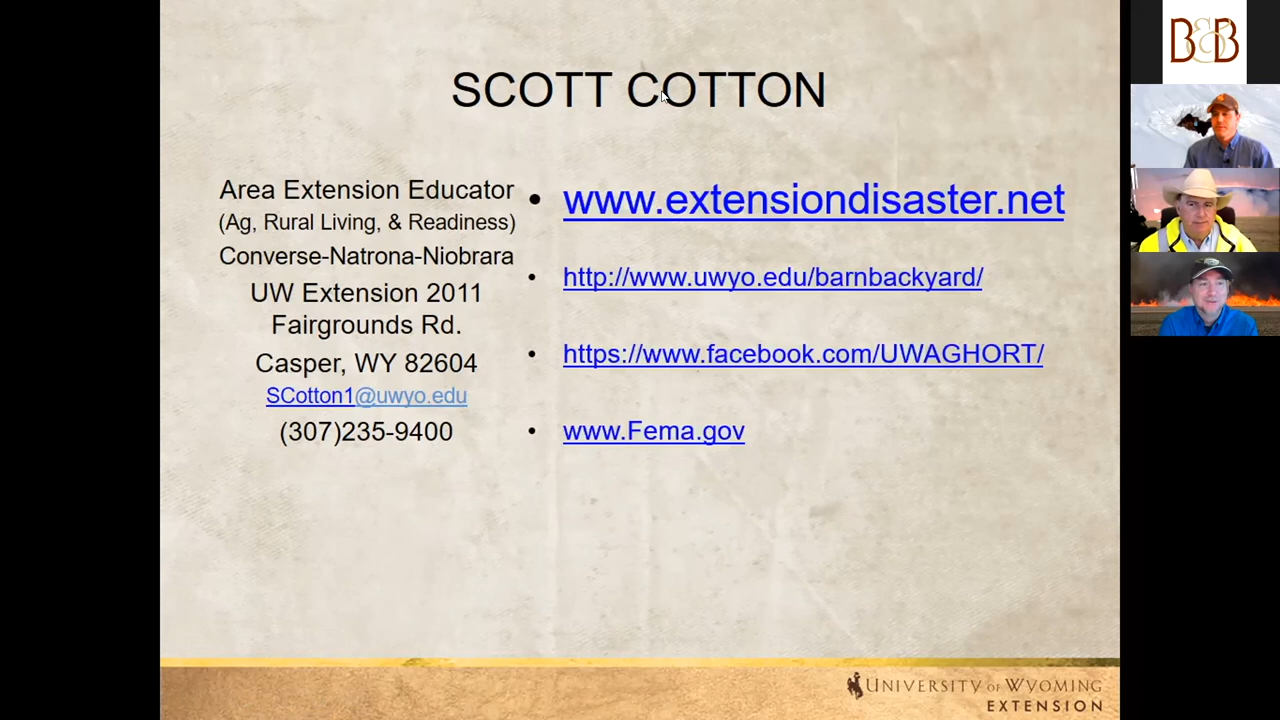 SCOTT COTTON
Area Extension Educator
(Ag, Rural Living, & Readiness)
Converse-Natrona-Niobrara
UW Extension 2011
Fairgrounds Rd.
Casper, WY 82604
SCotton1@uwyo.edu
(307)235-9400
• www.extensiondisaster.net
• http://www.uwyo.edu/barnbackyard/
• https://www.facebook.com/UWAGHORT/
• www.Fema.gov
B&B
UNIVERSITY OF WYOMING
EXTENSION